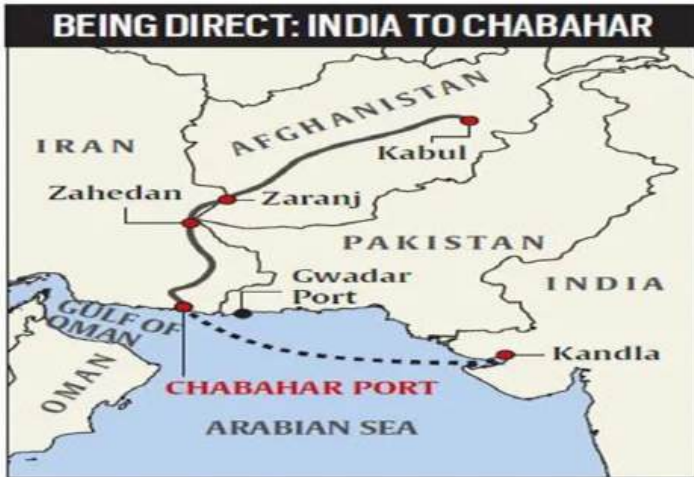 BEING DIRECT: INDIA TO CHABAHAR
AFGHANISTAN
IRAN
Kabul
Zahedan
Zaranj
PAKISTAN
Gwadar
Port
INDIA
GULF OF
OMAN
Kandla
OMAN
CHABAHAR PORT
ARABIAN SEA